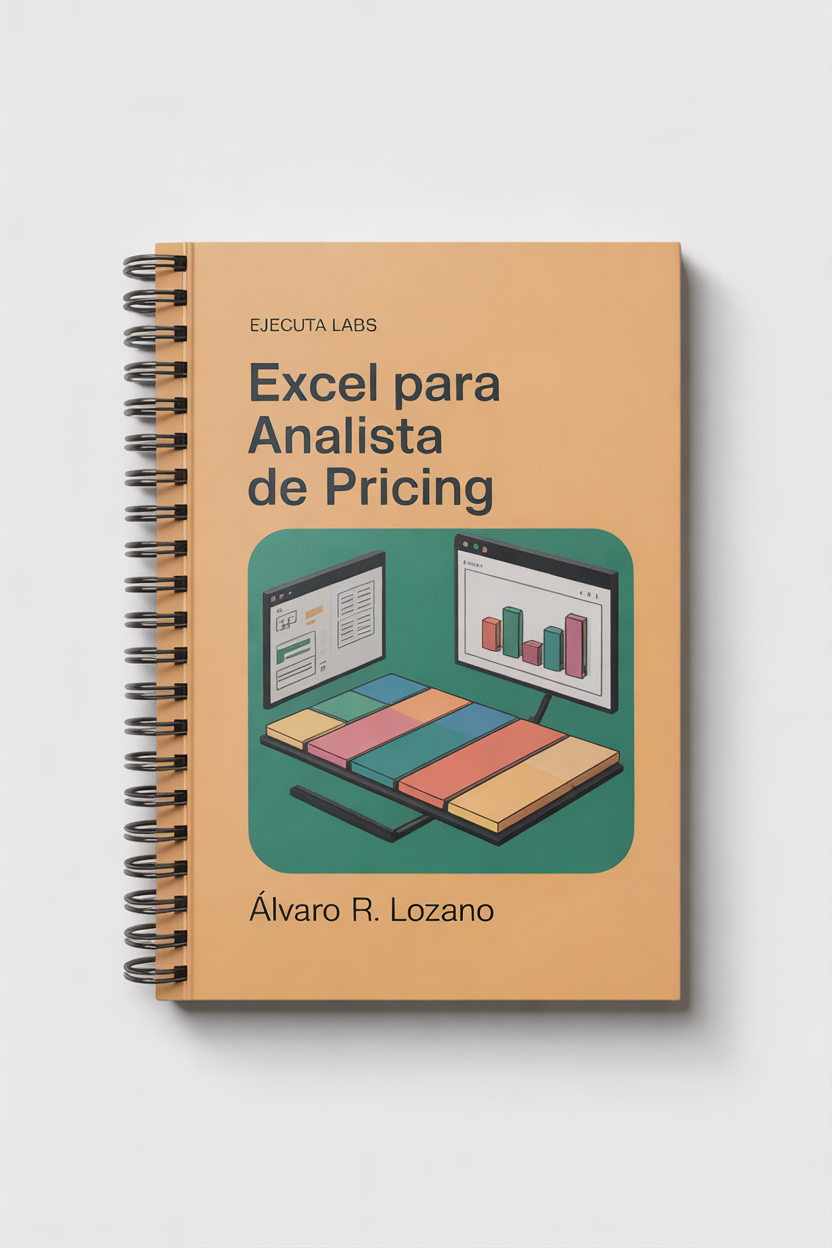 EJECUTA LABS
Excel para
Analista
de Pricing
Álvaro R. Lozano